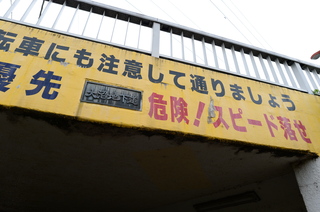 転車にも注意して通りましょう
優先
危険!スピード落せ